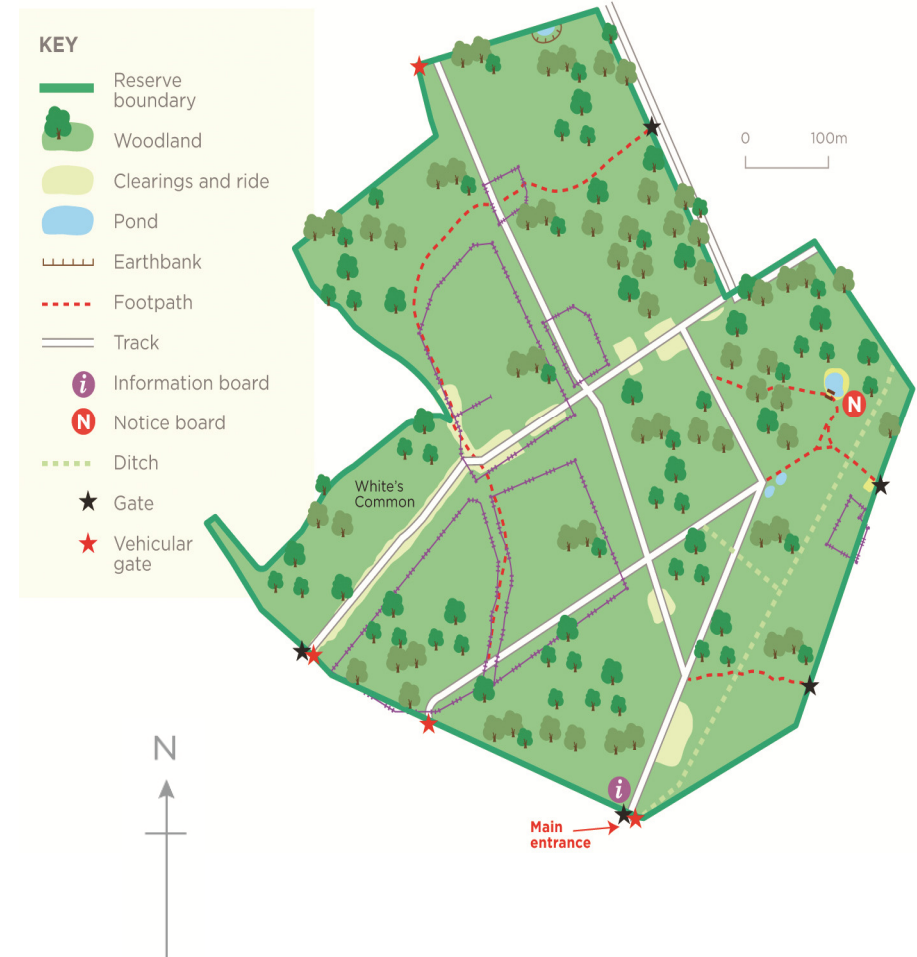 KEY
Reserve
boundary
Woodland
Clearings and ride
Pond
Earthbank
Footpath
Track
i
Information board
N
Notice board
Ditch
Gate
Vehicular
gate
0
100m
N
White's
Common
i
Main
entrance
N